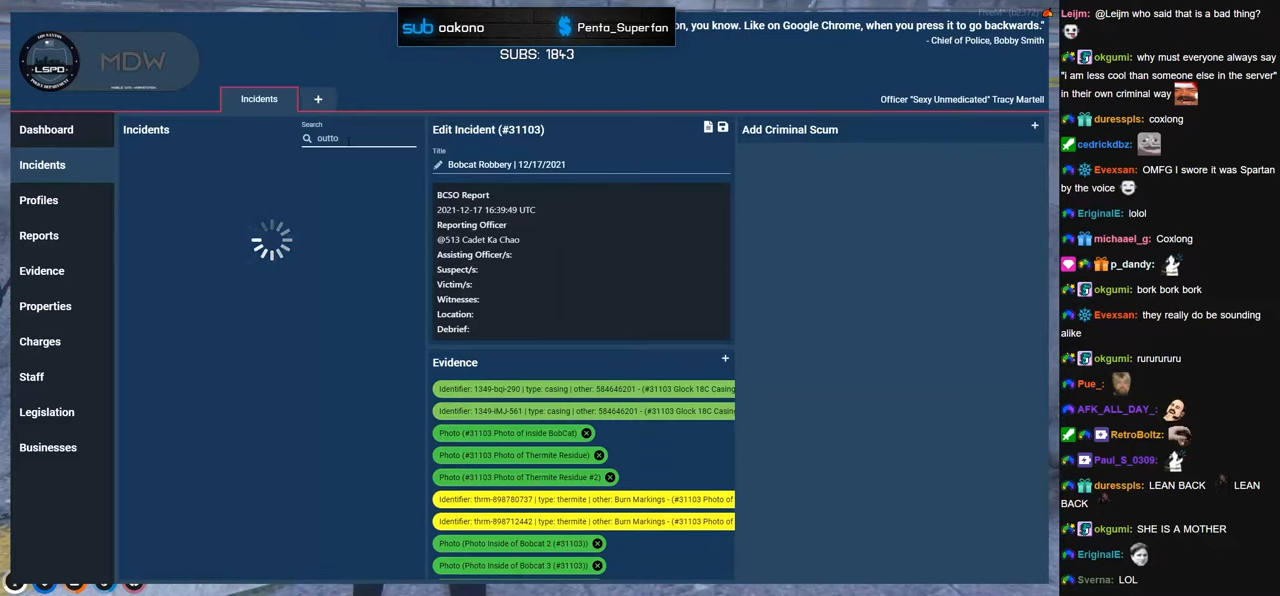 sub oakono
Penta_Superfan
SUBS: 1843
on, you know. Like on Google Chrome, when you press it to go backwards."
- Chief of Police, Bobby Smith
LOS SANTOS
LSPD
POLICE DEPARTMENT
MDW
MOBILE DATA WORKSTATION
Incidents
+
Officer "Sexy Unmedicated" Tracy Martell
Dashboard
Incidents
Profiles
Reports
Evidence
Properties
Charges
Staff
Legislation
Businesses
Incidents
Search
outto
Edit Incident (#31103)
Title
Bobcat Robbery | 12/17/2021
BCSO Report
2021-12-17 16:39:49 UTC
Reporting Officer
@513 Cadet Ka Chao
Assisting Officer/s:
Suspect/s:
Victim/s:
Witnesses:
Location:
Debrief:
Evidence
+
Identifier: 1349-bqi-290 | type: casing | other: 584646201 - (#31103 Glock 18C Casing
Identifier: 1349-IMJ-561 | type: casing | other: 584646201 - (#31103 Glock 18C Casing
Photo (#31103 Photo of Inside BobCat)
Photo (#31103 Photo of Thermite Residue)
Photo (#31103 Photo of Thermite Residue #2)
Identifier: thrm-898780737 | type: thermite | other: Burn Markings - (#31103 Photo of
Identifier: thrm-898712442 | type: thermite | other: Burn Markings - (#31103 Photo of
Photo (Photo Inside of Bobcat 2 (#31103))
Photo (Photo Inside of Bobcat 3 (#31103))
Add Criminal Scum
+
Leijm: @Leijm who said that is a bad thing?
okgumi: why must everyone always say
"i am less cool than someone else in the server"
in their own criminal way
duresspls: coxlong
cedrickdbz:
Evexsan: OMFG I swore it was Spartan
by the voice
EriginalE: lolol
michaael_g: Coxlong
p_dandy:
okgumi: bork bork bork
Evexsan: they really do be sounding
alike
okgumi: rururururu
Pue_:
AFK_ALL_DAY_:
RetroBoltz:
Paul_S_0309:
duresspls: LEAN BACK LEAN
BACK
okgumi: SHE IS A MOTHER
EriginalE:
Sverna: LOL